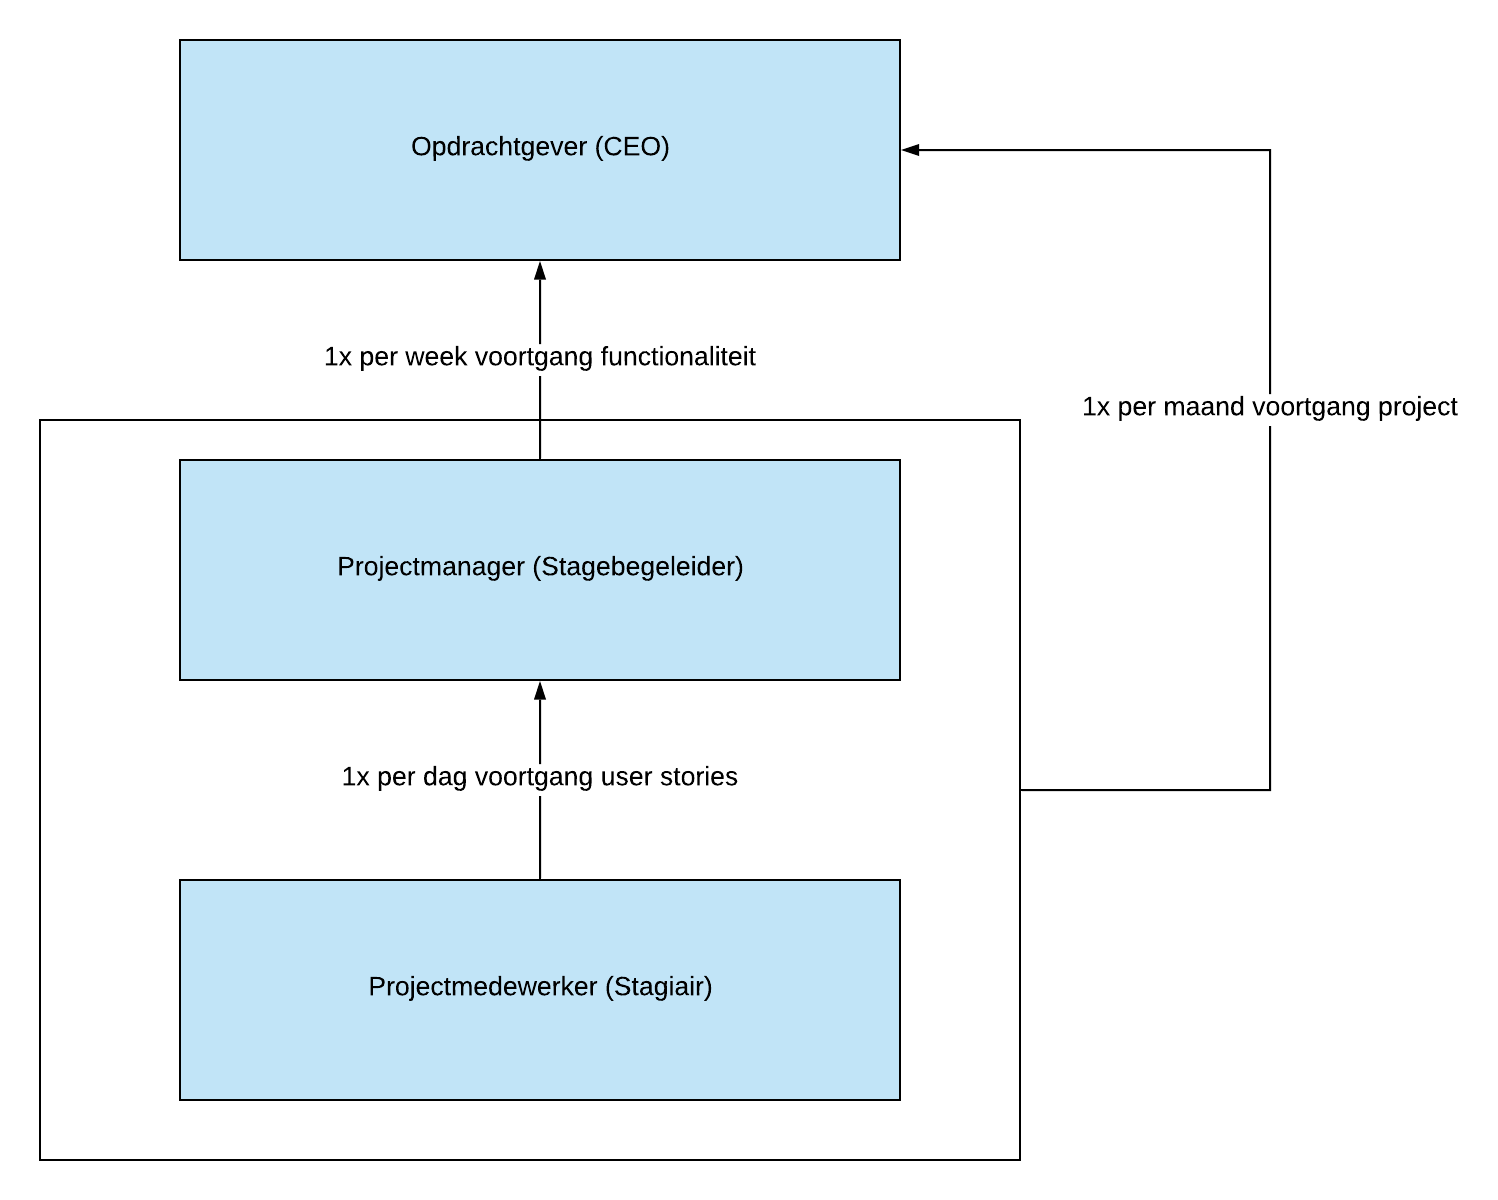 Opdrachtgever (CEO)
1x per week voortgang functionaliteit
1x per maand voortgang project
Projectmanager (Stagebegeleider)
1x per dag voortgang user stories
Projectmedewerker (Stagiair)